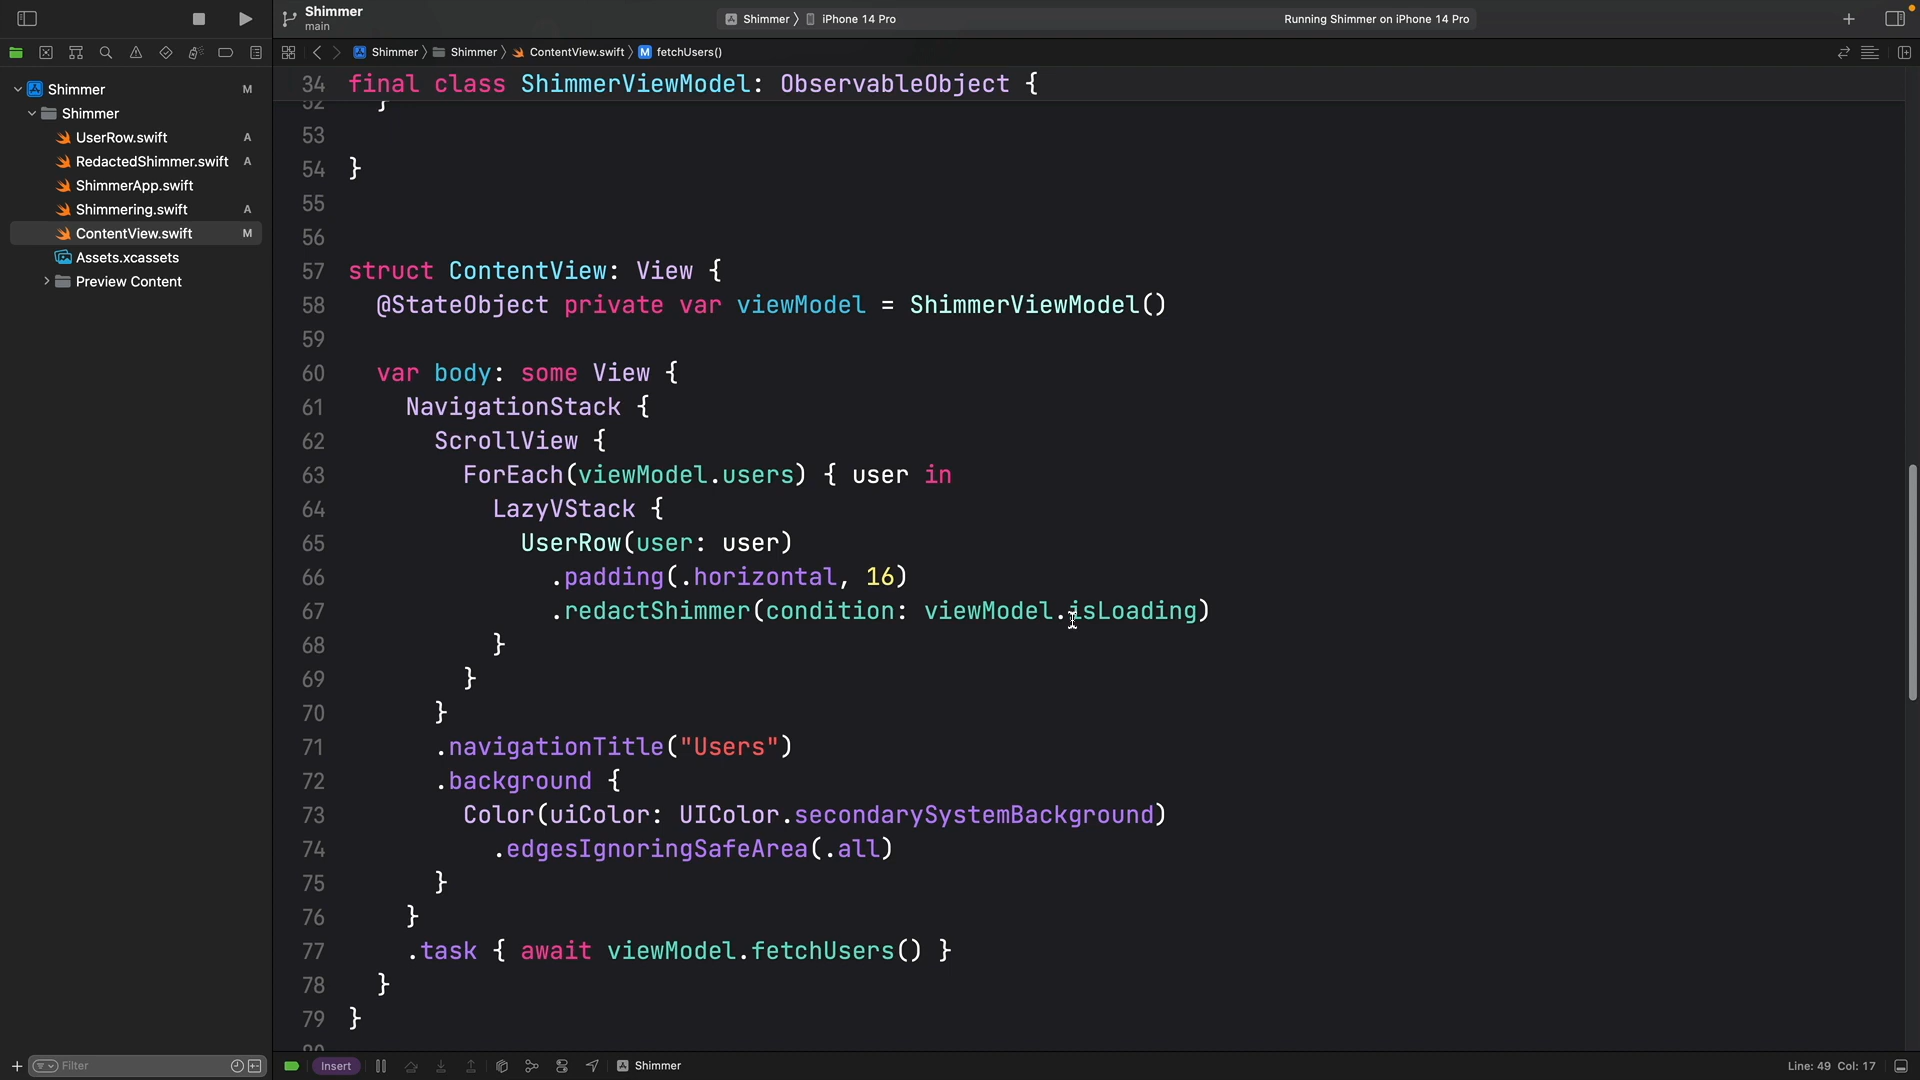 Shimmer
main
Shimmer
iPhone 14 Pro
Running Shimmer on iPhone 14 Pro
Shimmer
Shimmer
ContentView.swift
M
fetchUsers()
Shimmer
M
Shimmer
UserRow.swift
A
RedactedShimmer.swift
A
ShimmerApp.swift
Shimmering.swift
A
ContentView.swift
M
Assets.xcassets
Preview Content
34 final class ShimmerViewModel: ObservableObject {
52 }
53
54 }
55
56
57 struct ContentView: View {
58 @StateObject private var viewModel = ShimmerViewModel()
59
60 var body: some View {
61 NavigationStack {
62 ScrollView {
63 ForEach(viewModel.users) { user in
64 LazyVStack {
65 UserRow(user: user)
66 .padding(.horizontal, 16)
67 .redactShimmer(condition: viewModel.isLoading)
68 }
69 }
70 }
71 .navigationTitle("Users")
72 .background {
73 Color(uiColor: UIColor.secondarySystemBackground)
74 .edgesIgnoringSafeArea(.all)
75 }
76 }
77 .task { await viewModel.fetchUsers() }
78 }
79 }
80
Filter
Insert
Shimmer
Line: 49 Col: 17